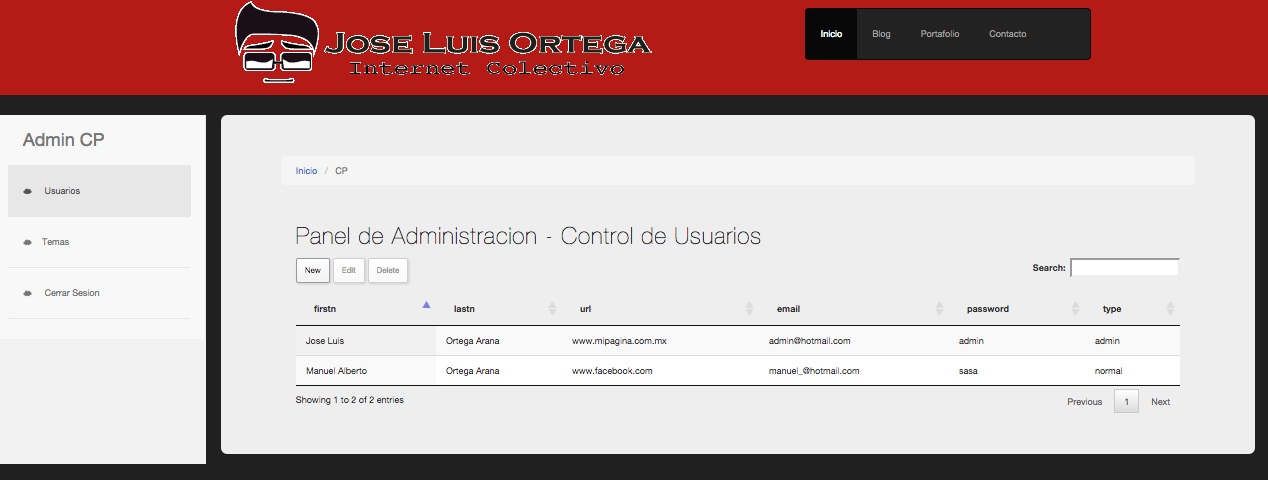 JOSE LUIS ORTEGA
Internet Colectivo
Inicio Blog Portafolio Contacto
Admin CP
Usuarios
Temas
Cerrar Sesion
Inicio / CP
Panel de Administracion - Control de Usuarios
New Edit Delete
Search:
firstn lastn url email password type
Jose Luis Ortega Arana www.mipagina.com.mx admin@hotmail.com admin admin
Manuel Alberto Ortega Arana www.facebook.com manuel_@hotmail.com sasa normal
Showing 1 to 2 of 2 entries
Previous 1 Next